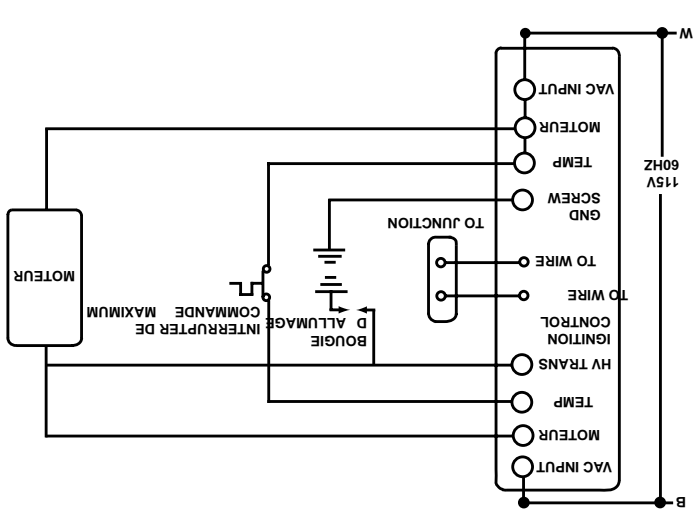 B
VAC INPUT
MOTEUR
TEMP
HV TRANS
IGNITION
CONTROL
BOUGIE
D ALLUMAGE
INTERRUPTER DE
COMMANDE MAXIMUM
TO WIRE
TO WIRE
MOTEUR
TO JUNCTION
GND
SCREW
115V
60HZ
TEMP
MOTEUR
VAC INPUT
W